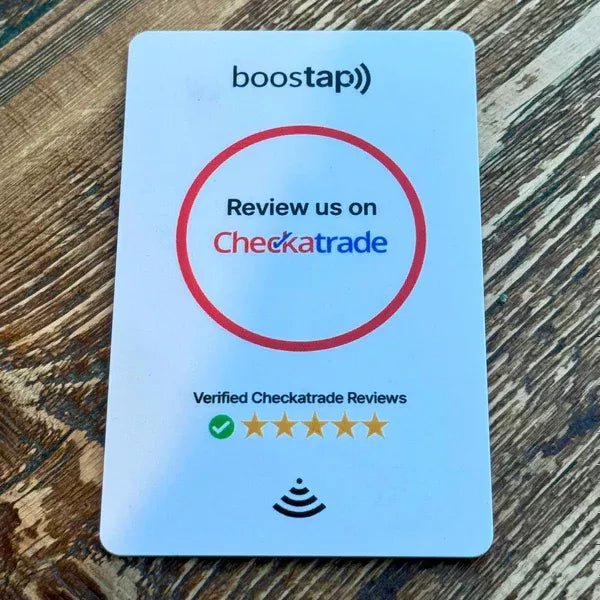 boostap
Review us on
Checkatrade
Verified Checkatrade Reviews